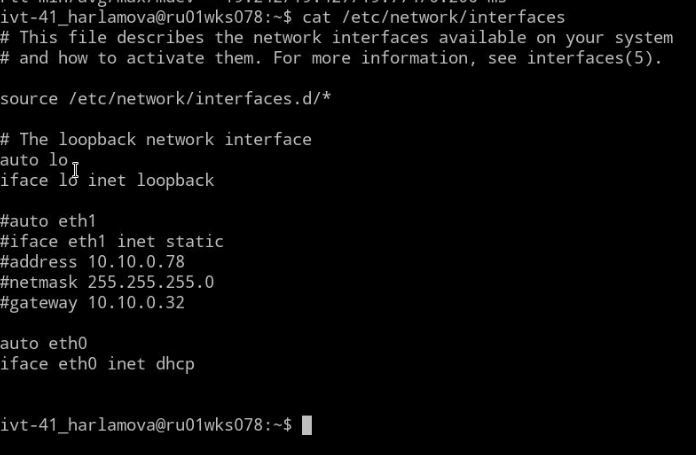 ivt-41_harlamova@ru01wks078:~$ cat /etc/network/interfaces
# This file describes the network interfaces available on your system
# and how to activate them. For more information, see interfaces(5).
source /etc/network/interfaces.d/*
# The loopback network interface
auto lo
iface lo inet loopback
#auto eth1
#iface eth1 inet static
#address 10.10.0.78
#netmask 255.255.255.0
#gateway 10.10.0.32
auto eth0
iface eth0 inet dhcp
ivt-41_harlamova@ru01wks078:~$